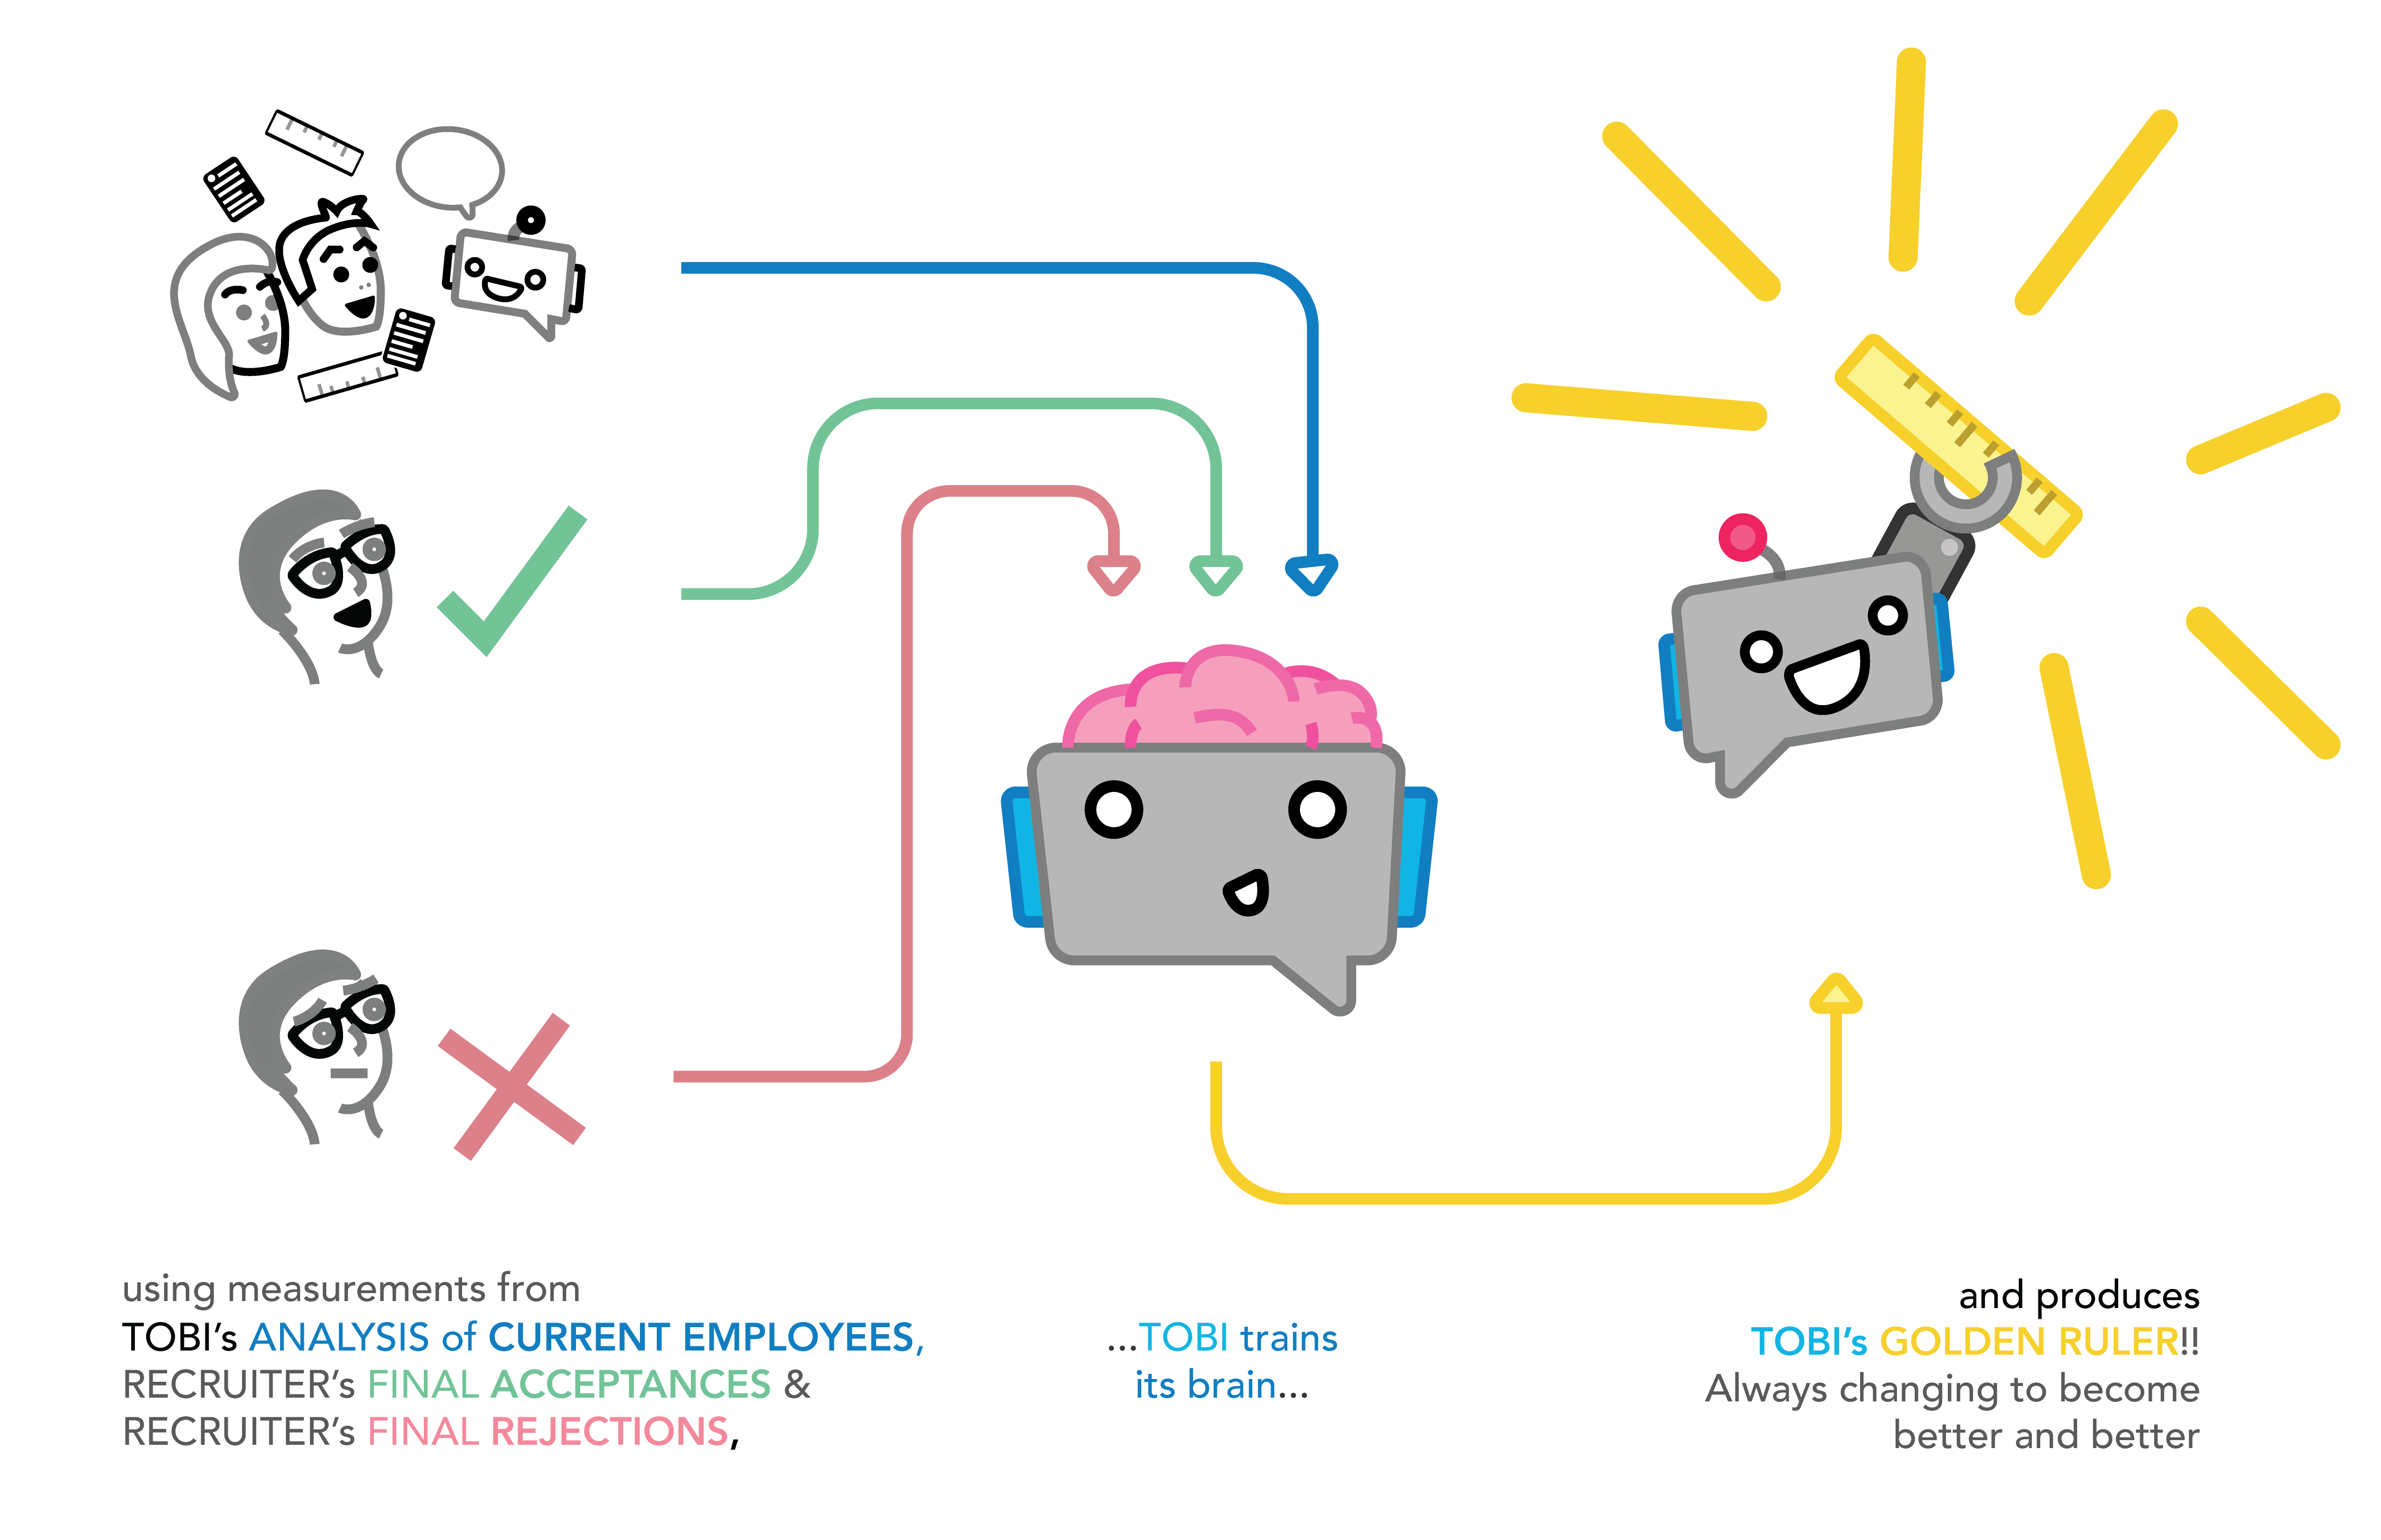 using measurements from
TOBI's ANALYSIS of CURRENT EMPLOYEES,
RECRUITER's FINAL ACCEPTANCES &
RECRUITER's FINAL REJECTIONS,
...TOBI trains
its brain...
and produces
TOBI's GOLDEN RULER!!
Always changing to become
better and better